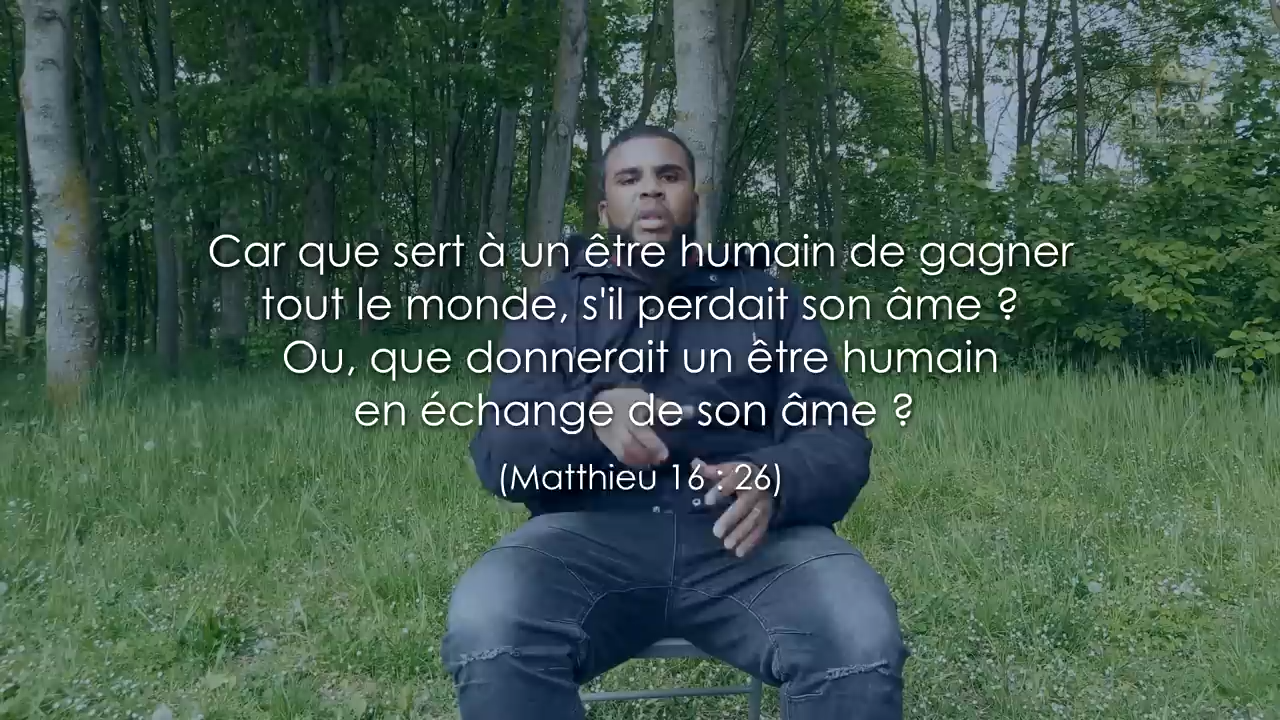 Car que sert à un être humain de gagner
tout le monde, s'il perdait son âme ?
Ou, que donnerait un être humain
en échange de son âme ?
(Matthieu 16 : 26)